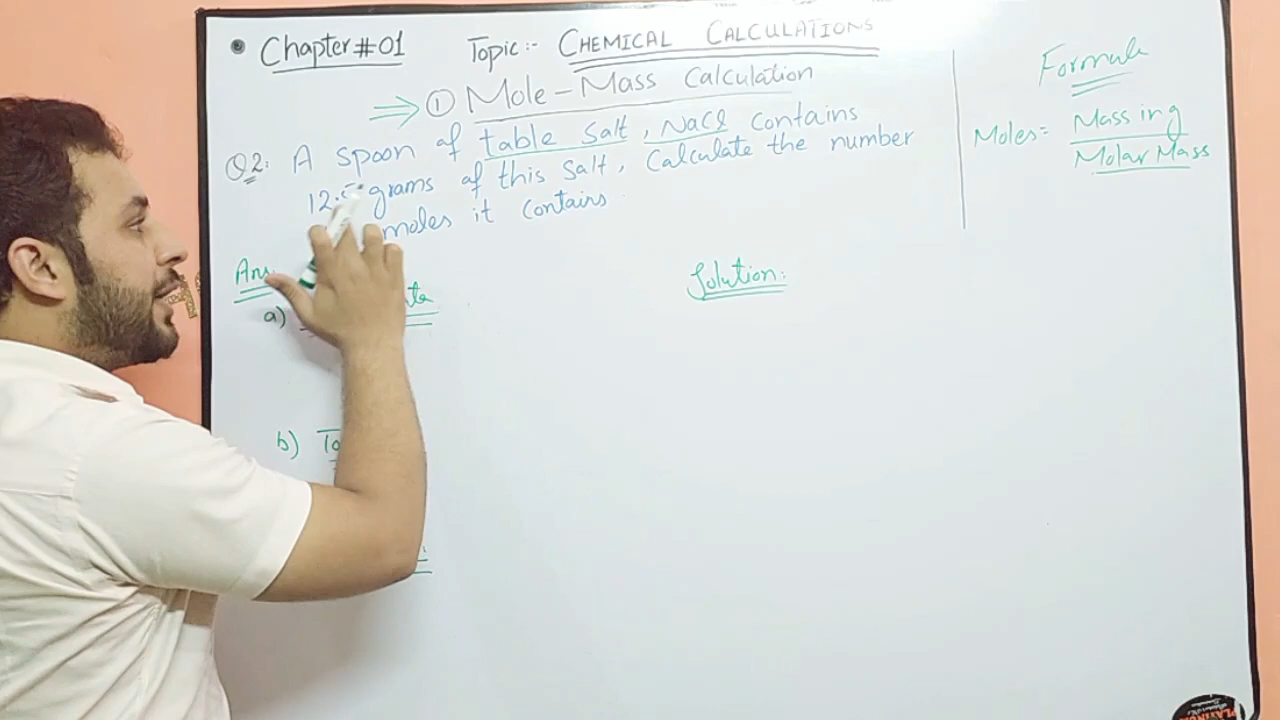 • Chapter #01 Topic:- CHEMICAL CALCULATIONS
⇒ ① Mole - Mass Calculation
Q2: A spoon of table salt, NaCl contains
12.5 grams of this salt, Calculate the number
moles it contains.
Formula
Moles = Mass in g
Molar Mass
Ans
a)
Solution:
b) To